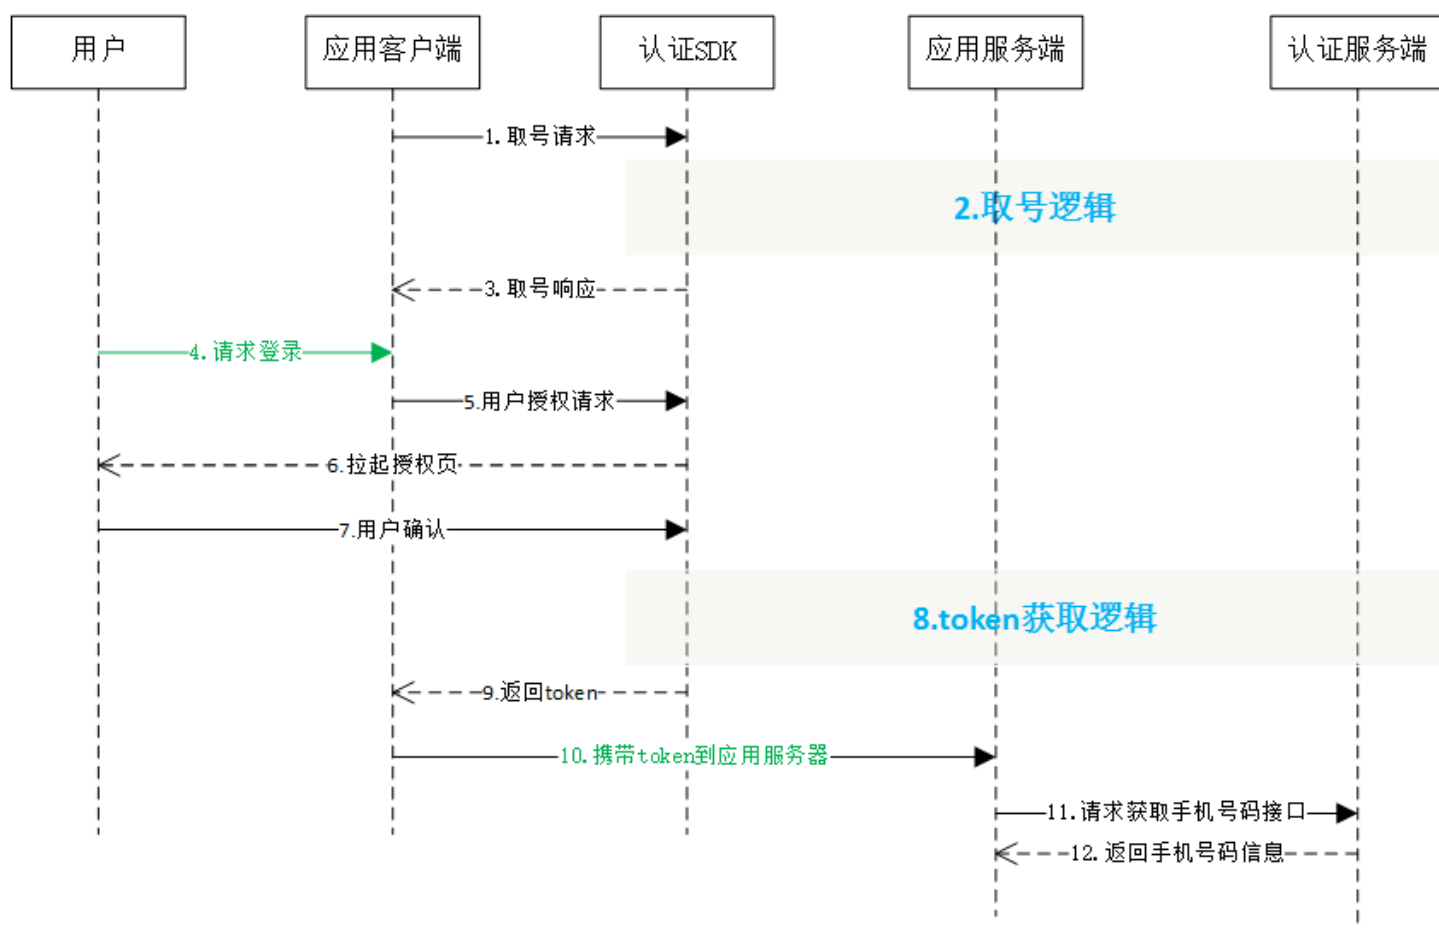 用户
应用客户端
认证SDK
应用服务端
认证服务端
1.取号请求
2.取号逻辑
3.取号响应
4.请求登录
5.用户授权请求
6.拉起授权页
7.用户确认
8.token获取逻辑
9.返回token
10.携带token到应用服务器
11.请求获取手机号码接口
12.返回手机号码信息